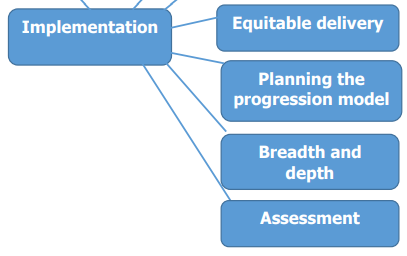 Implementation
Equitable delivery
Planning the
progression model
Breadth and
depth
Assessment